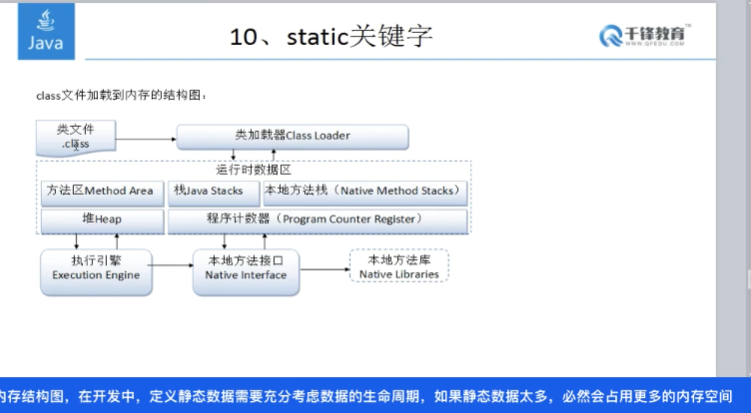 Java
10、static关键字
千锋教育™
WWW.QFEDU.COM
class文件加载到内存的结构图：
类文件
.class
类加载器Class Loader
运行时数据区
方法区Method Area
栈Java Stacks
本地方法栈（Native Method Stacks）
堆Heap
程序计数器（Program Counter Register）
执行引擎
Execution Engine
本地方法接口
Native Interface
本地方法库
Native Libraries
内存结构图，在开发中，定义静态数据需要充分考虑数据的生命周期，如果静态数据太多，必然会占用更多的内存空间